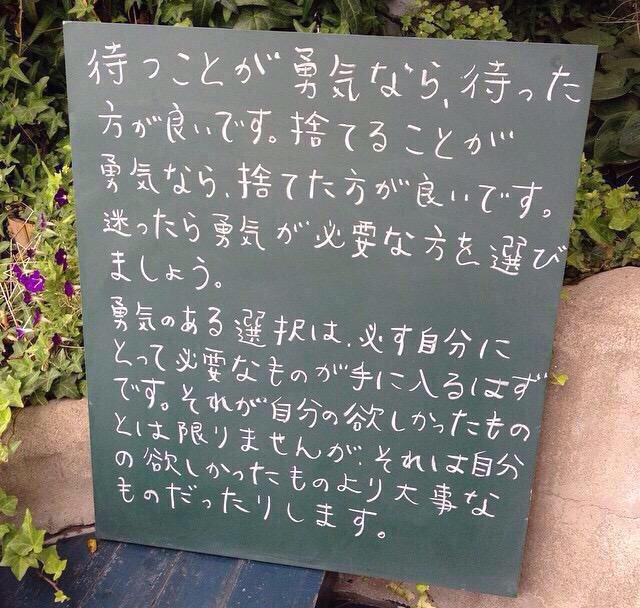 待つことが勇気なら、待った
方が良いです。捨てることが
勇気なら、捨てた方が良いです。
迷ったら勇気が必要な方を選び
ましょう。
勇気のある選択は、必す自分に
とって必要なものが手に入るはず
です。それが自分の欲しかったもの
とは限りませんが、それは自分
の欲しかったものより大事な
ものだったりします。